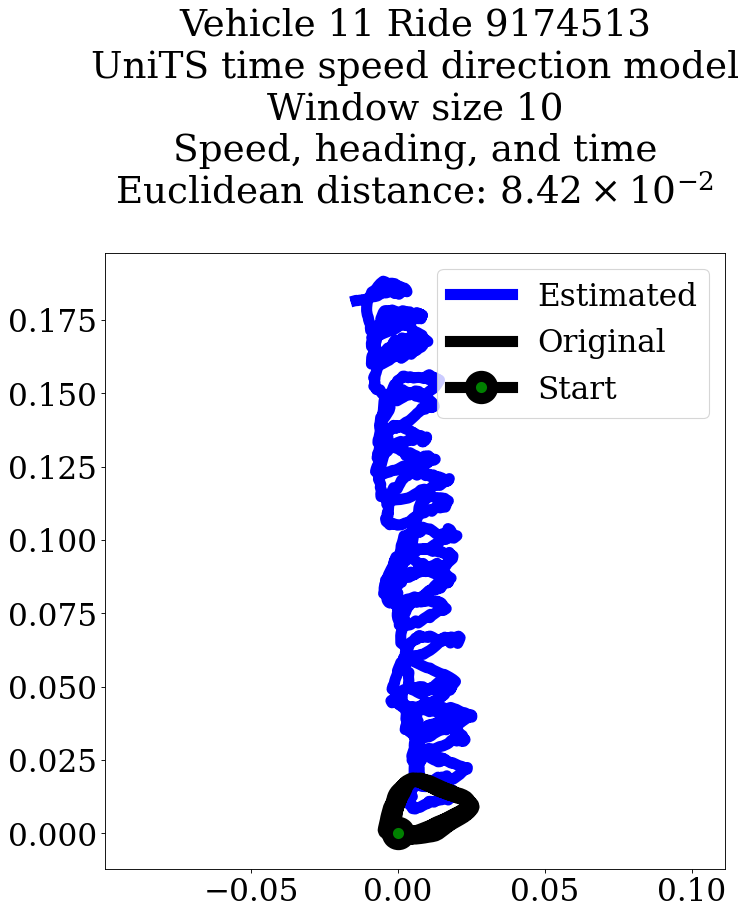 Vehicle 11 Ride 9174513
UniTS time speed direction model
Window size 10
Speed, heading, and time
Euclidean distance: 8.42 × 10⁻²
Estimated
Original
Start
0.175
0.150
0.125
0.100
0.075
0.050
0.025
0.000
−0.05 0.00 0.05 0.10